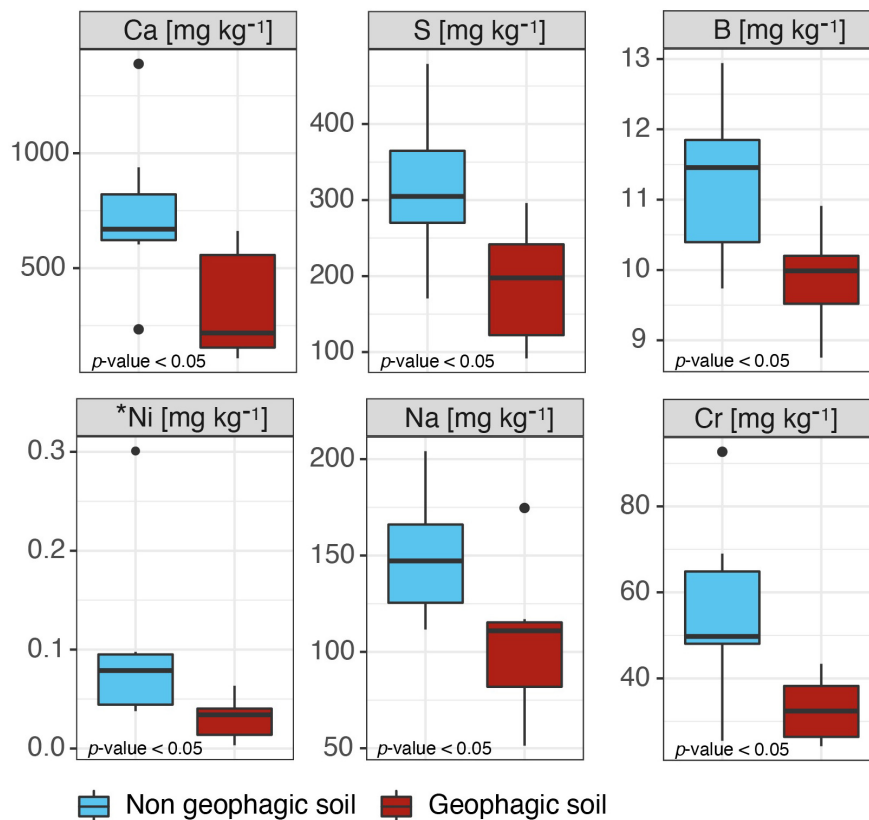 Ca [mg kg⁻¹]
1000
500
p-value < 0.05
S [mg kg⁻¹]
400
300
200
100
p-value < 0.05
B [mg kg⁻¹]
13
12
11
10
9
p-value < 0.05
*Ni [mg kg⁻¹]
0.3
0.2
0.1
0.0
p-value < 0.05
Na [mg kg⁻¹]
200
150
100
50
p-value < 0.05
Cr [mg kg⁻¹]
80
60
40
p-value < 0.05
Non geophagic soil
Geophagic soil